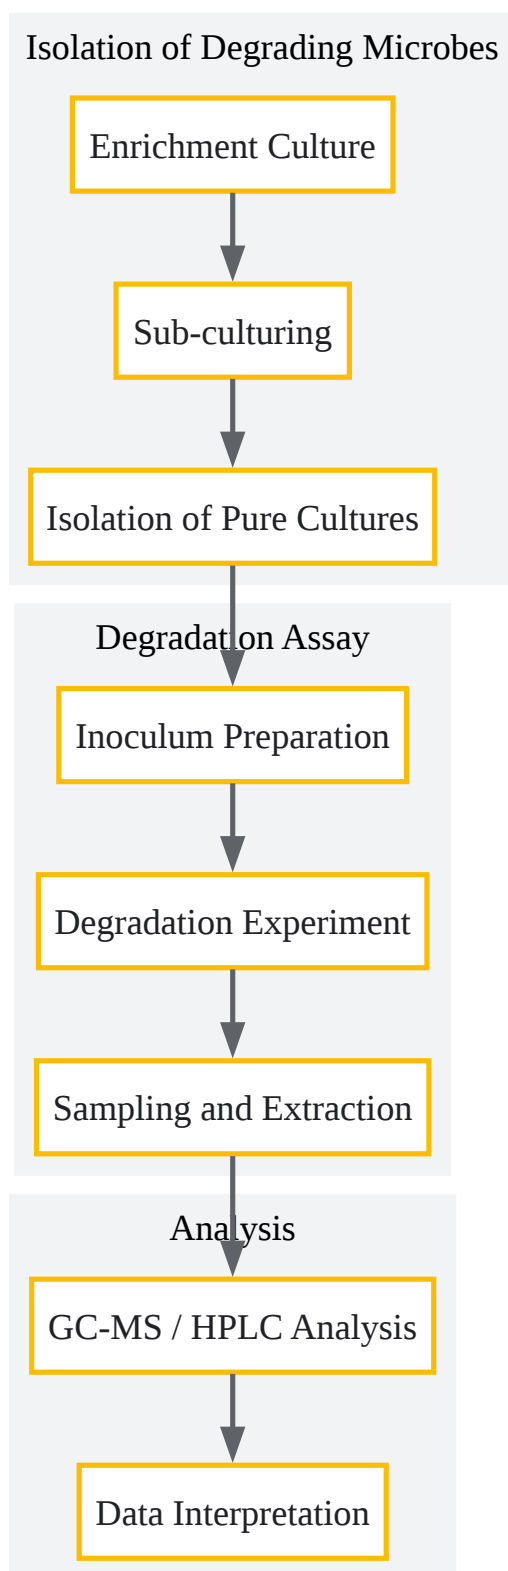 Isolation of Degrading Microbes
Enrichment Culture
Sub-culturing
Isolation of Pure Cultures
Degradation Assay
Inoculum Preparation
Degradation Experiment
Sampling and Extraction
Analysis
GC-MS / HPLC Analysis
Data Interpretation